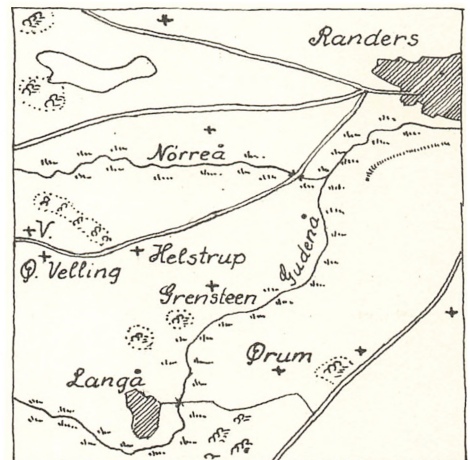 Randers
Nørreå
V.
Ø. Velling
Helstrup
Gudenå
Grensteen
Ørum
Langå